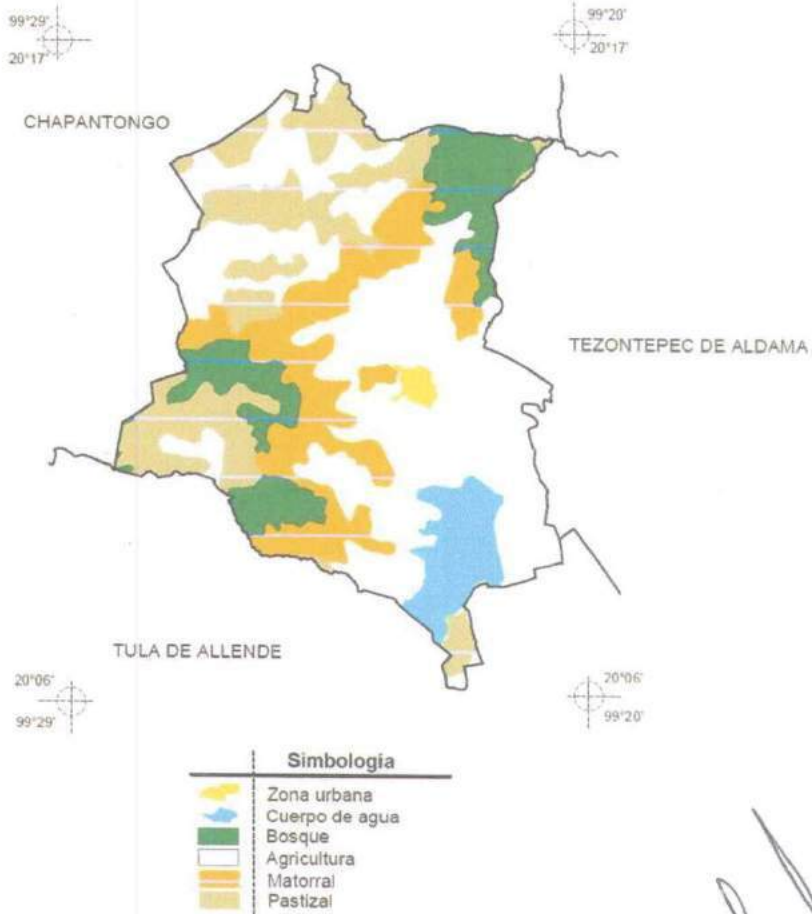 99°29'
20°17'
99°20'
20°17'
CHAPANTONGO
TEZONTEPEC DE ALDAMA
TULA DE ALLENDE
20°06'
99°29'
20°06'
99°20'
Simbología
Zona urbana
Cuerpo de agua
Bosque
Agricultura
Matorral
Pastizal